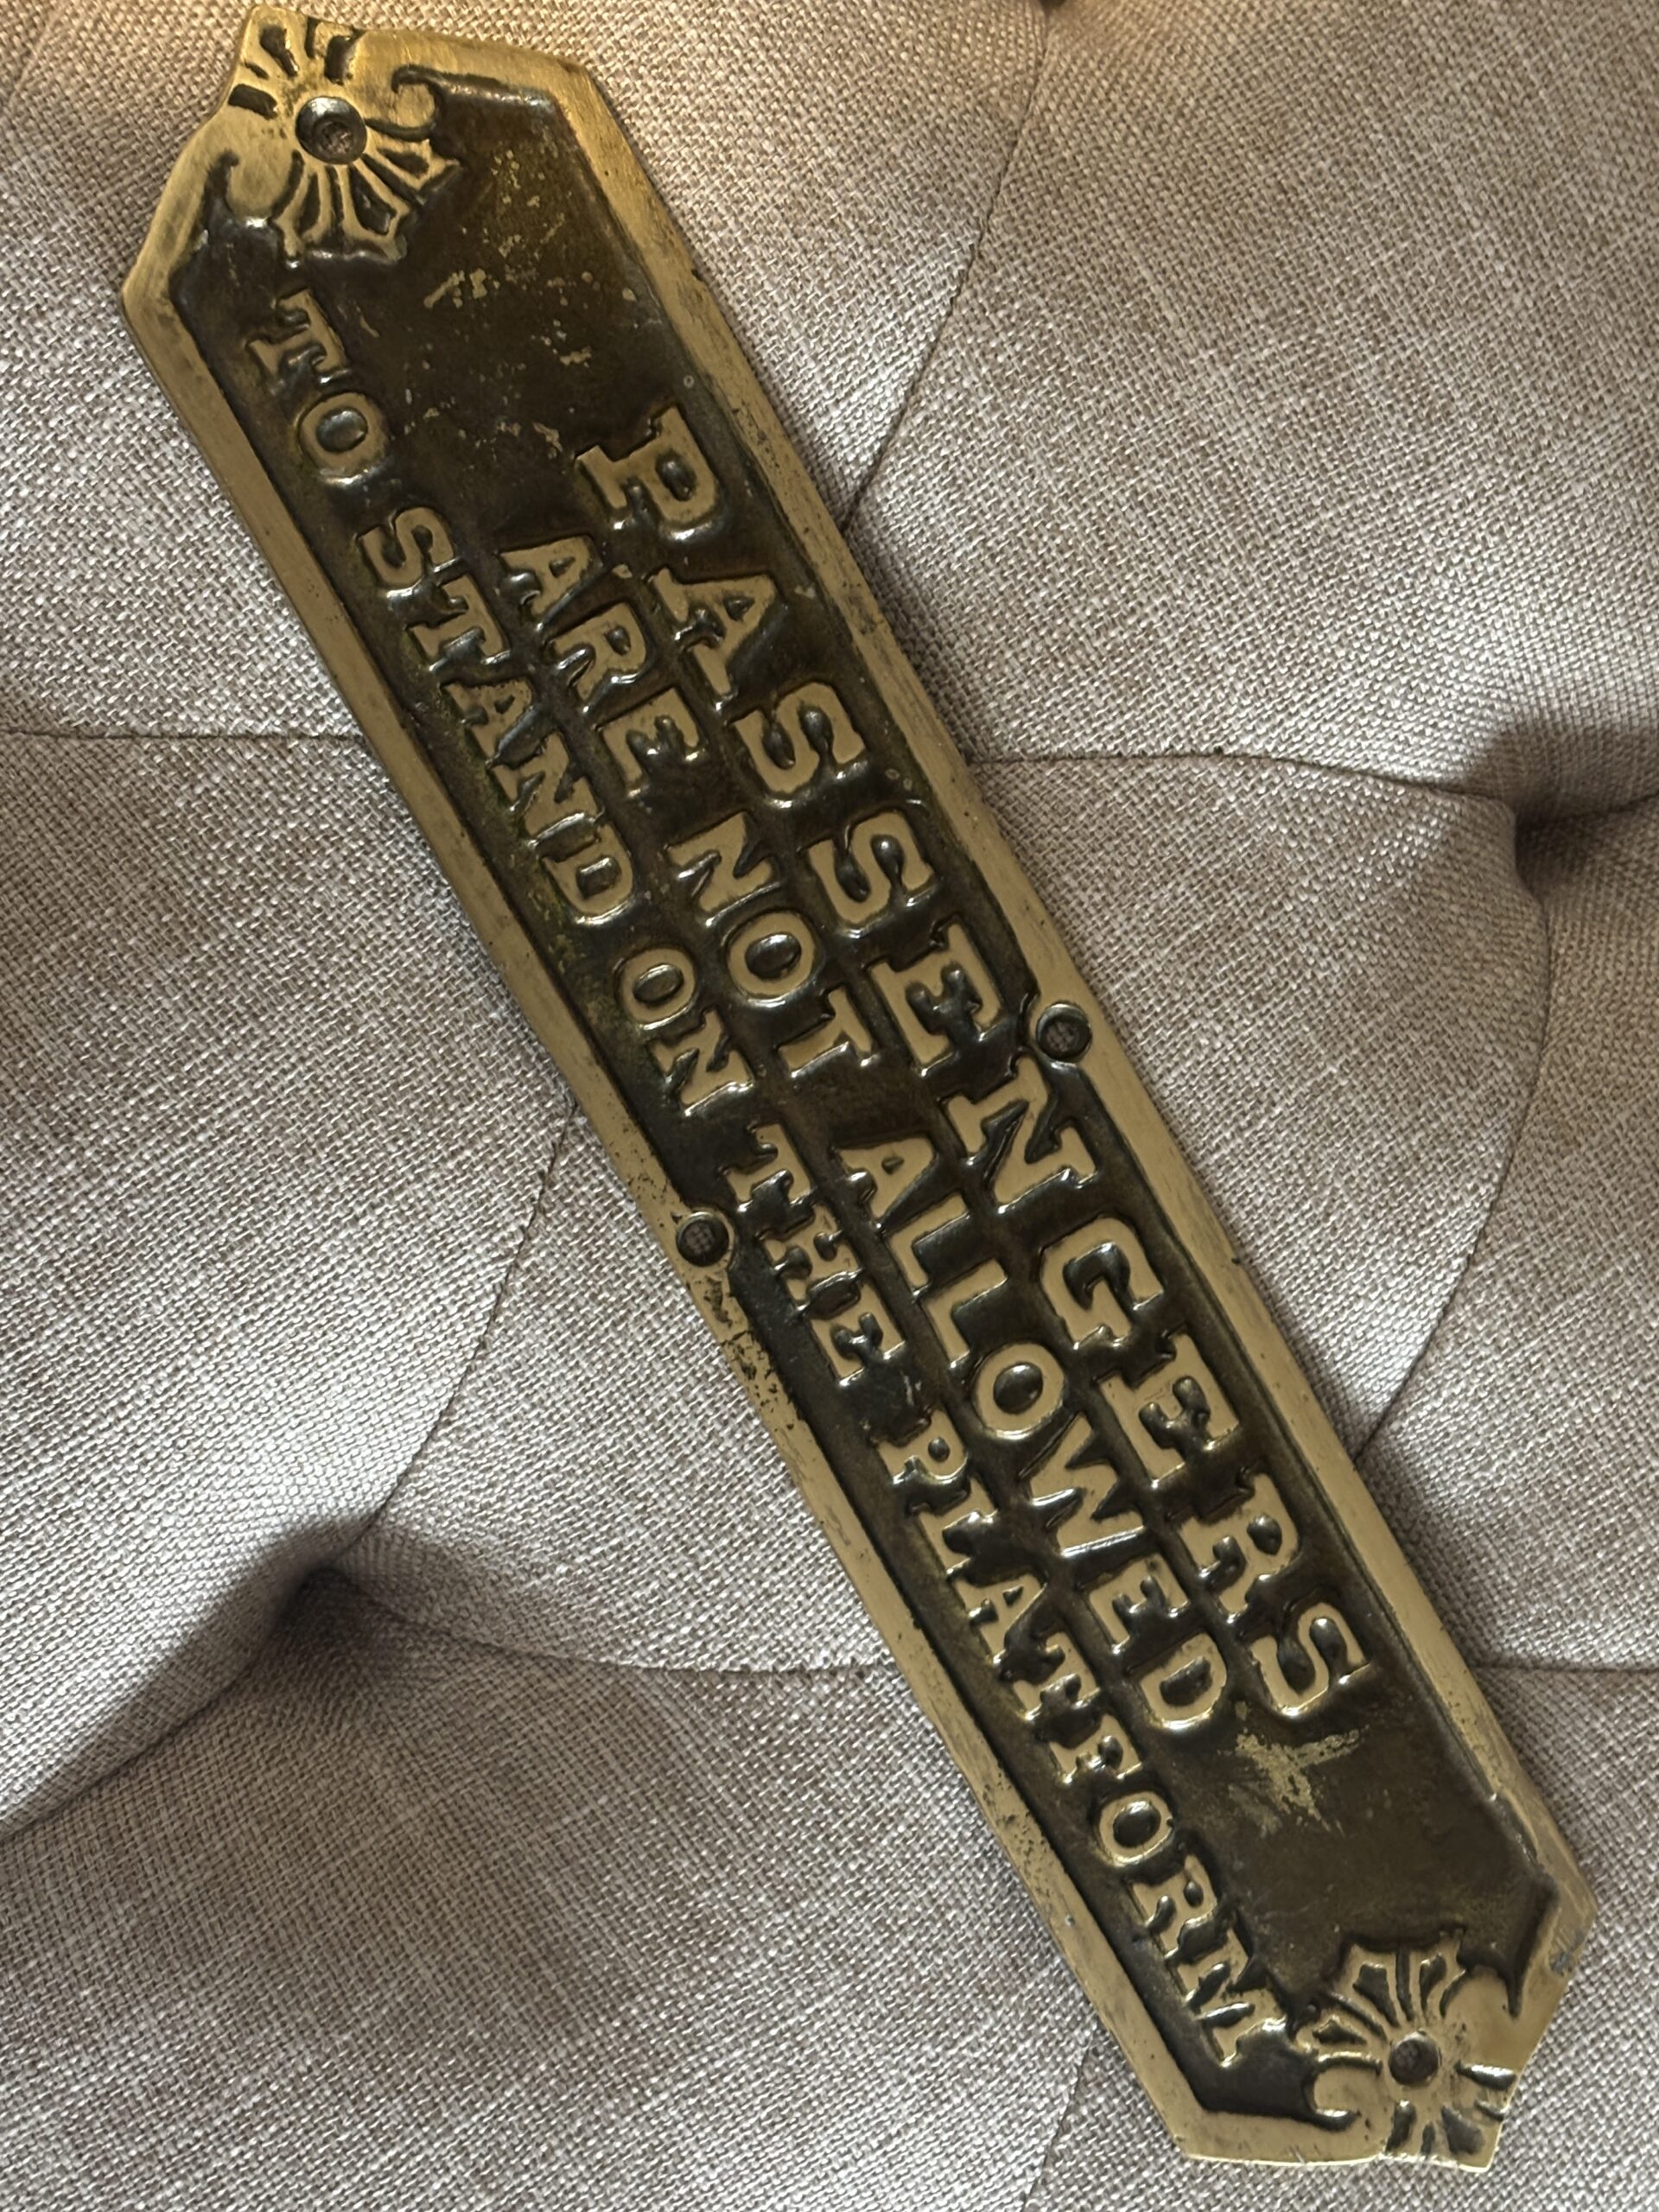 PASSENGERS
ARE NOT ALLOWED
TO STAND ON THE PLATFORM